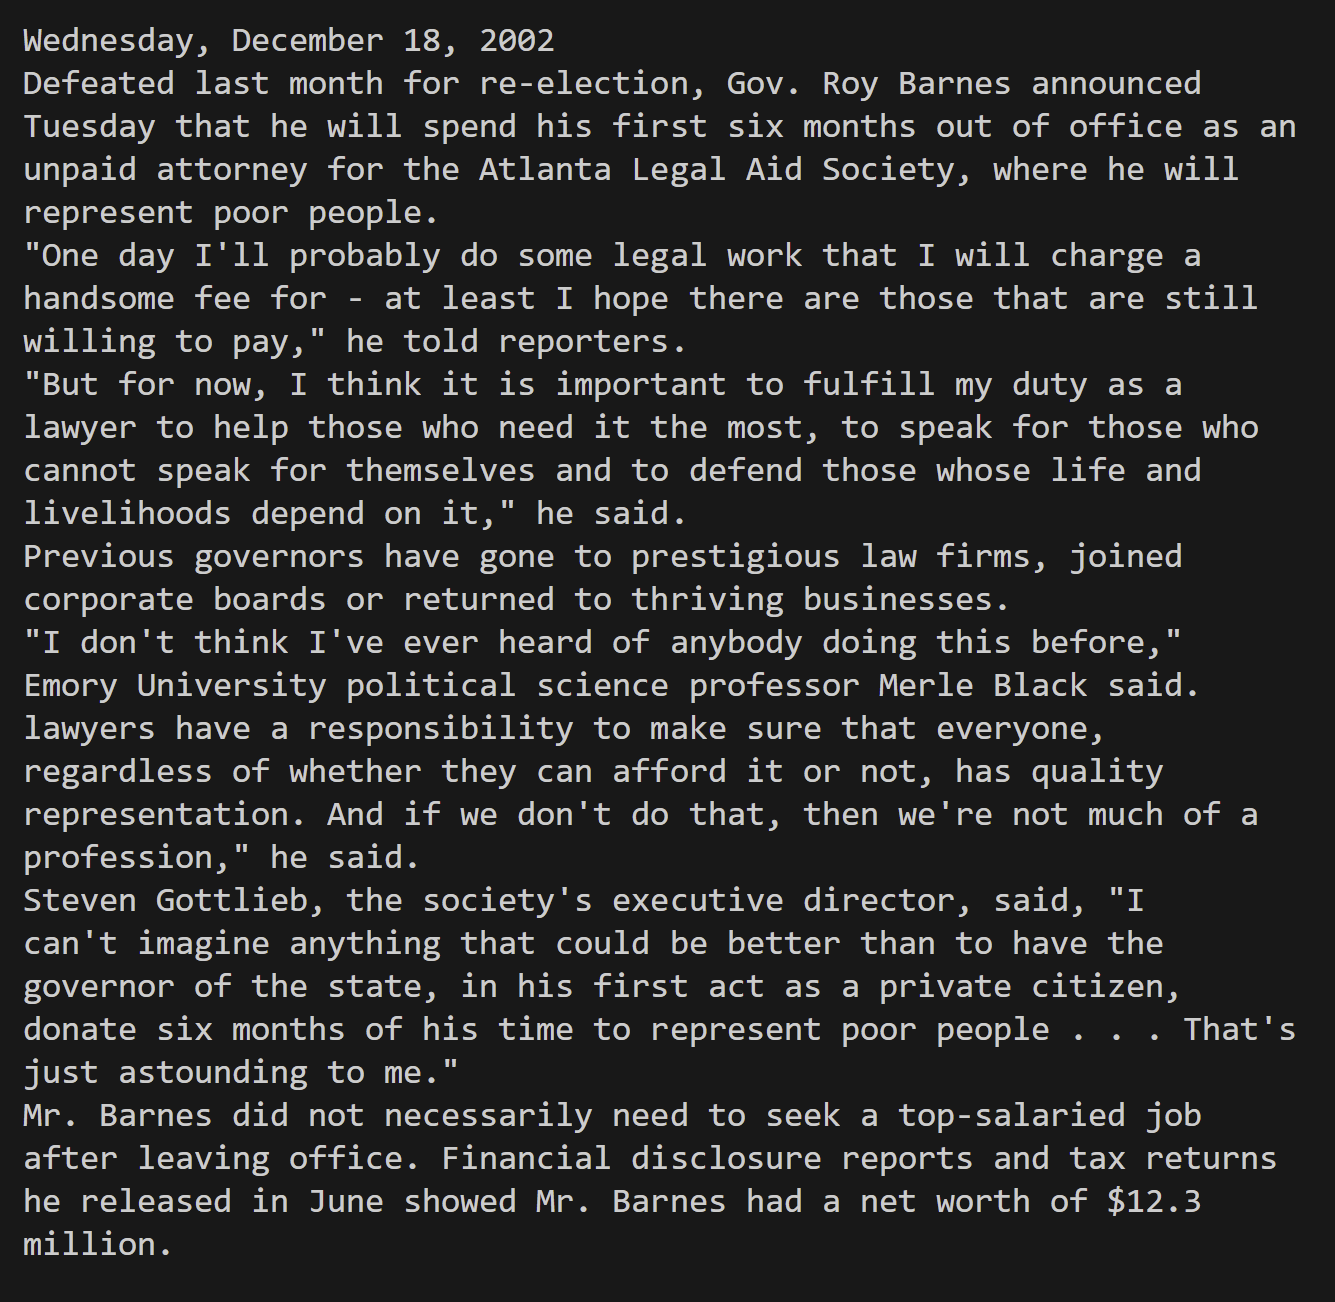 Wednesday, December 18, 2002
Defeated last month for re-election, Gov. Roy Barnes announced
Tuesday that he will spend his first six months out of office as an
unpaid attorney for the Atlanta Legal Aid Society, where he will
represent poor people.
"One day I'll probably do some legal work that I will charge a
handsome fee for - at least I hope there are those that are still
willing to pay," he told reporters.
"But for now, I think it is important to fulfill my duty as a
lawyer to help those who need it the most, to speak for those who
cannot speak for themselves and to defend those whose life and
livelihoods depend on it," he said.
Previous governors have gone to prestigious law firms, joined
corporate boards or returned to thriving businesses.
"I don't think I've ever heard of anybody doing this before,"
Emory University political science professor Merle Black said.
lawyers have a responsibility to make sure that everyone,
regardless of whether they can afford it or not, has quality
representation. And if we don't do that, then we're not much of a
profession," he said.
Steven Gottlieb, the society's executive director, said, "I
can't imagine anything that could be better than to have the
governor of the state, in his first act as a private citizen,
donate six months of his time to represent poor people . . . That's
just astounding to me."
Mr. Barnes did not necessarily need to seek a top-salaried job
after leaving office. Financial disclosure reports and tax returns
he released in June showed Mr. Barnes had a net worth of $12.3
million.